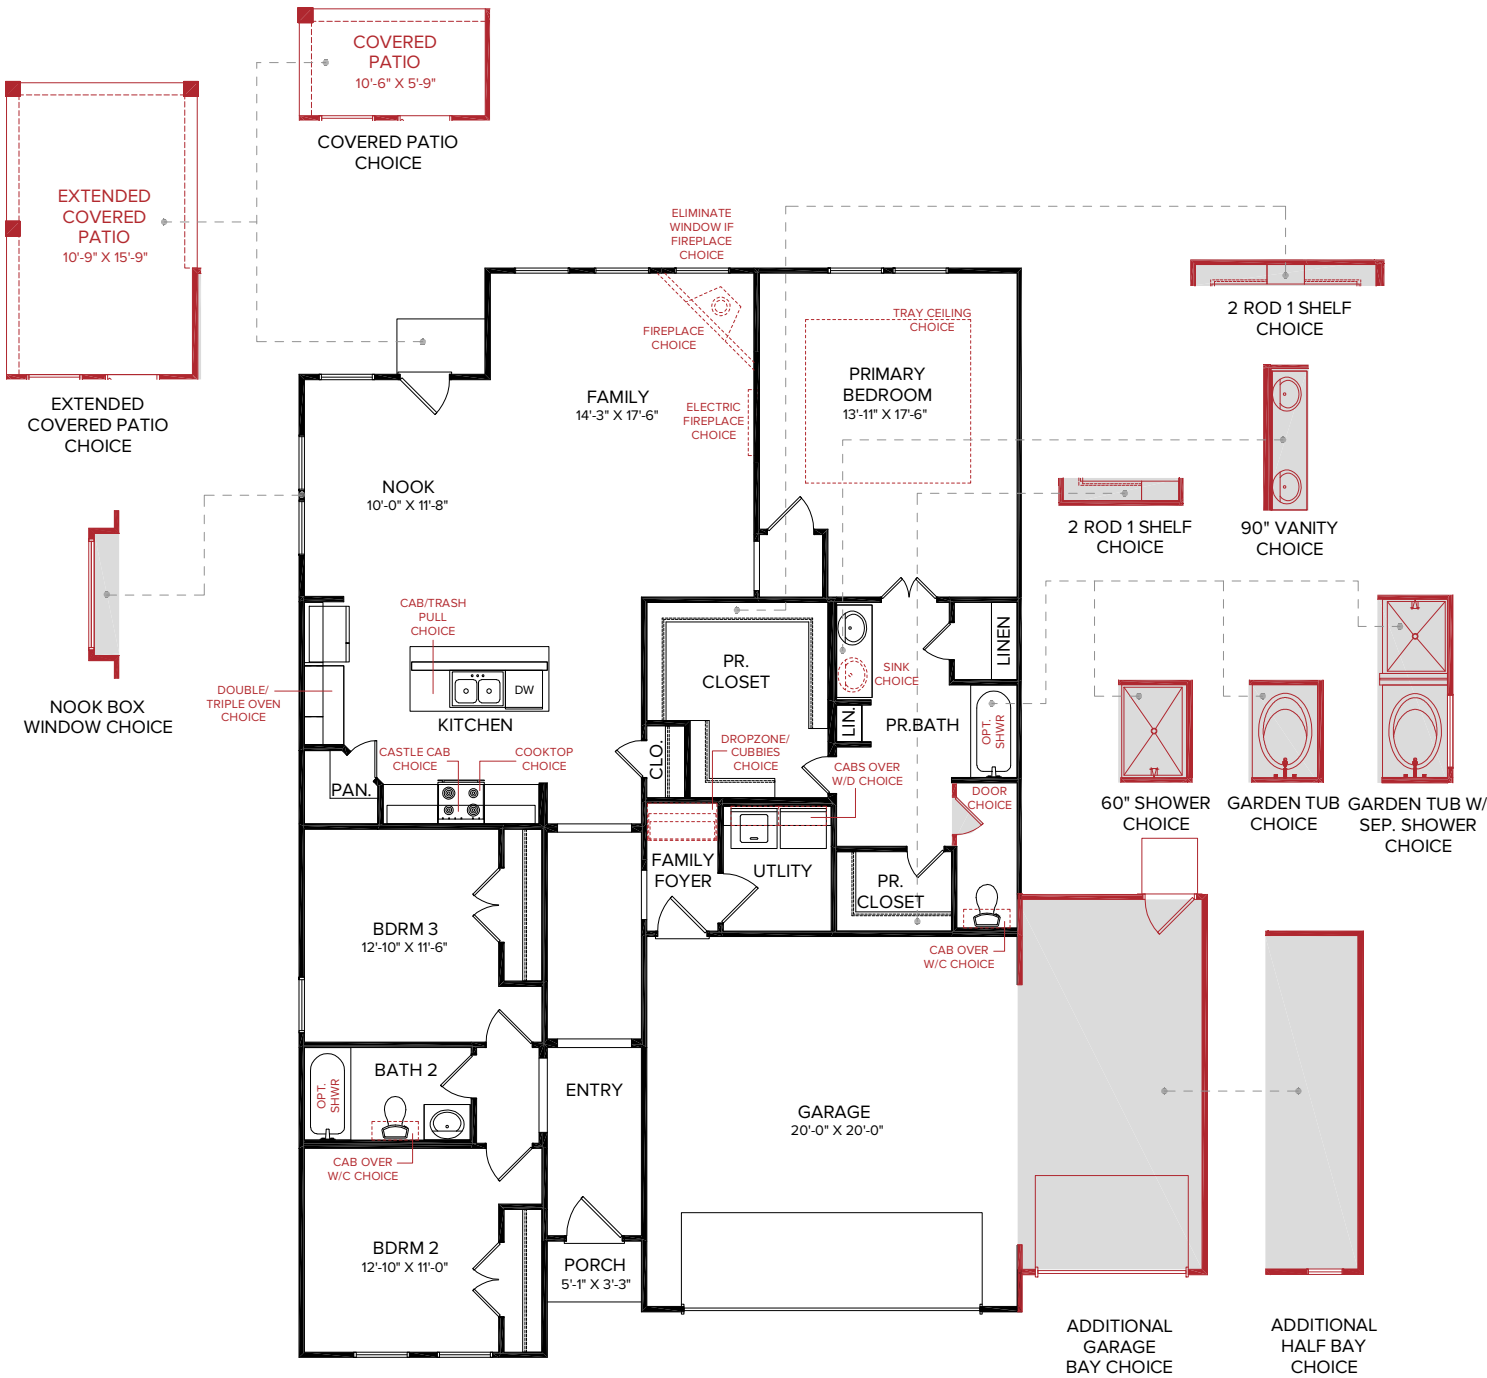 COVERED
PATIO
10'-6" X 5'-9"
COVERED PATIO
CHOICE
EXTENDED
COVERED
PATIO
10'-9" X 15'-9"
EXTENDED
COVERED PATIO
CHOICE
ELIMINATE
WINDOW IF
FIREPLACE
CHOICE
2 ROD 1 SHELF
CHOICE
TRAY CEILING
CHOICE
FIREPLACE
CHOICE
PRIMARY
BEDROOM
13'-11" X 17'-6"
FAMILY
14'-3" X 17'-6"
ELECTRIC
FIREPLACE
CHOICE
NOOK
10'-0" X 11'-8"
2 ROD 1 SHELF
CHOICE
90" VANITY
CHOICE
CAB/TRASH
PULL
CHOICE
NOOK BOX
WINDOW CHOICE
DOUBLE/
TRIPLE OVEN
CHOICE
DW
KITCHEN
PR.
CLOSET
SINK
CHOICE
LINEN
LIN.
PR.BATH
OPT.
SHWR
CASTLE CAB
CHOICE
COOKTOP
CHOICE
CLO.
DROPZONE/
CUBBIES
CHOICE
CABS OVER
W/D CHOICE
PAN.
DOOR
CHOICE
60" SHOWER
CHOICE
GARDEN TUB
CHOICE
GARDEN TUB W/
SEP. SHOWER
CHOICE
FAMILY
FOYER
UTLITY
PR.
CLOSET
BDRM 3
12'-10" X 11'-6"
CAB OVER
W/C CHOICE
OPT.
SHWR
BATH 2
ENTRY
GARAGE
20'-0" X 20'-0"
CAB OVER
W/C CHOICE
BDRM 2
12'-10" X 11'-0"
PORCH
5'-1" X 3'-3"
ADDITIONAL
GARAGE
BAY CHOICE
ADDITIONAL
HALF BAY
CHOICE